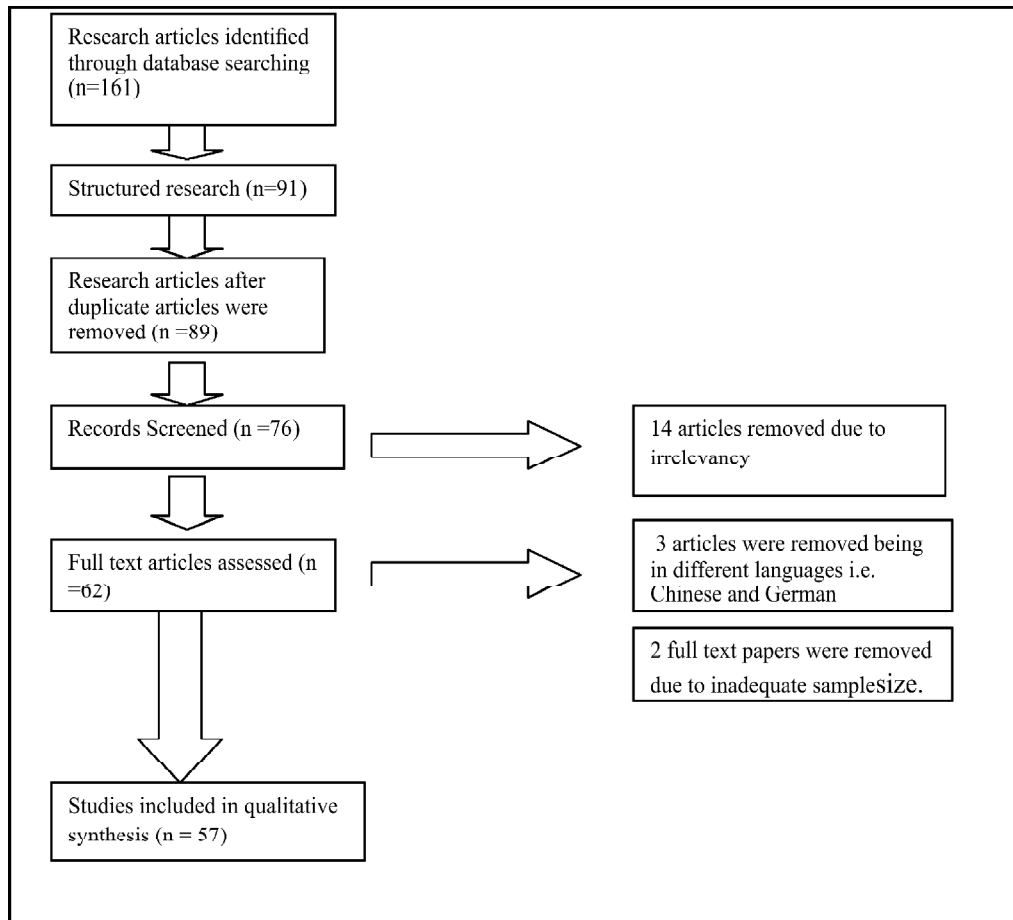 Research articles identified
through database searching
(n=161)
Structured research (n=91)
Research articles after
duplicate articles were
removed (n =89)
Records Screened (n =76)
14 articles removed due to
irrelevancy
Full text articles assessed (n
=62)
3 articles were removed being
in different languages i.e.
Chinese and German
2 full text papers were removed
due to inadequate samplesize.
Studies included in qualitative
synthesis (n = 57)